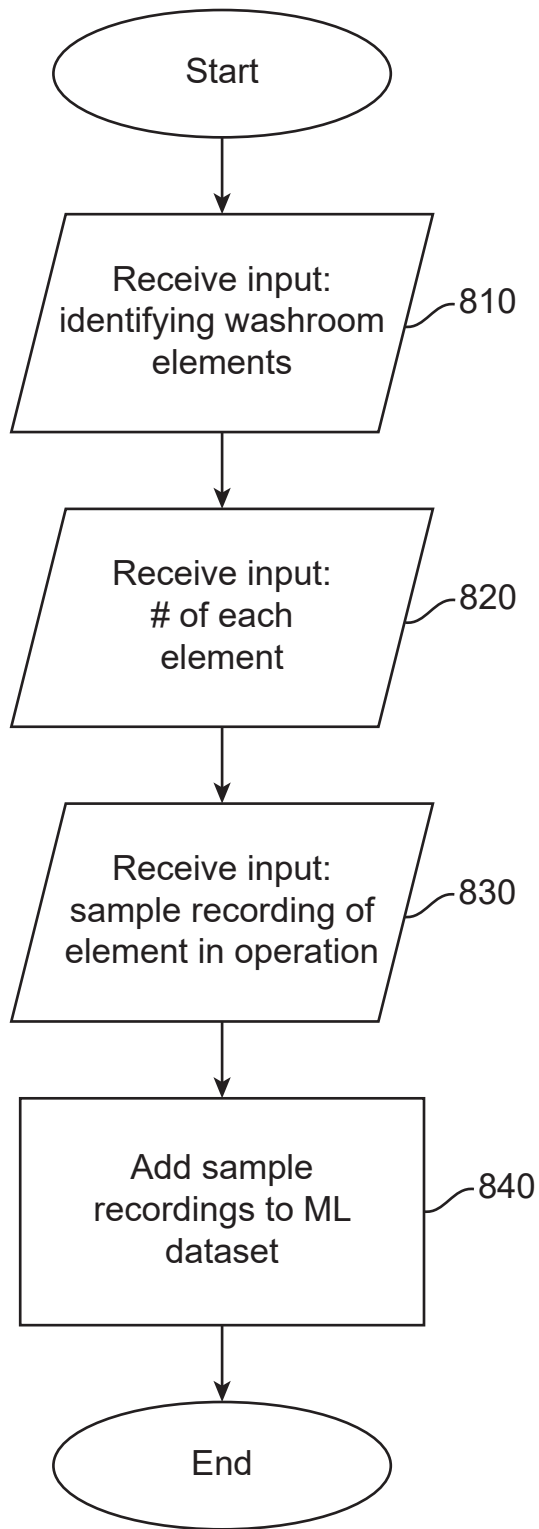 Start
Receive input:
identifying washroom
elements
810
Receive input:
# of each
element
820
Receive input:
sample recording of
element in operation
830
Add sample
recordings to ML
dataset
840
End